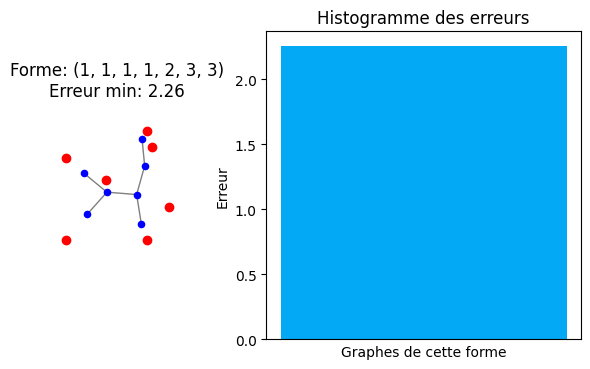 Forme: (1, 1, 1, 1, 2, 3, 3)
Erreur min: 2.26
Histogramme des erreurs
Erreur
2.0
1.5
1.0
0.5
0.0
Graphes de cette forme